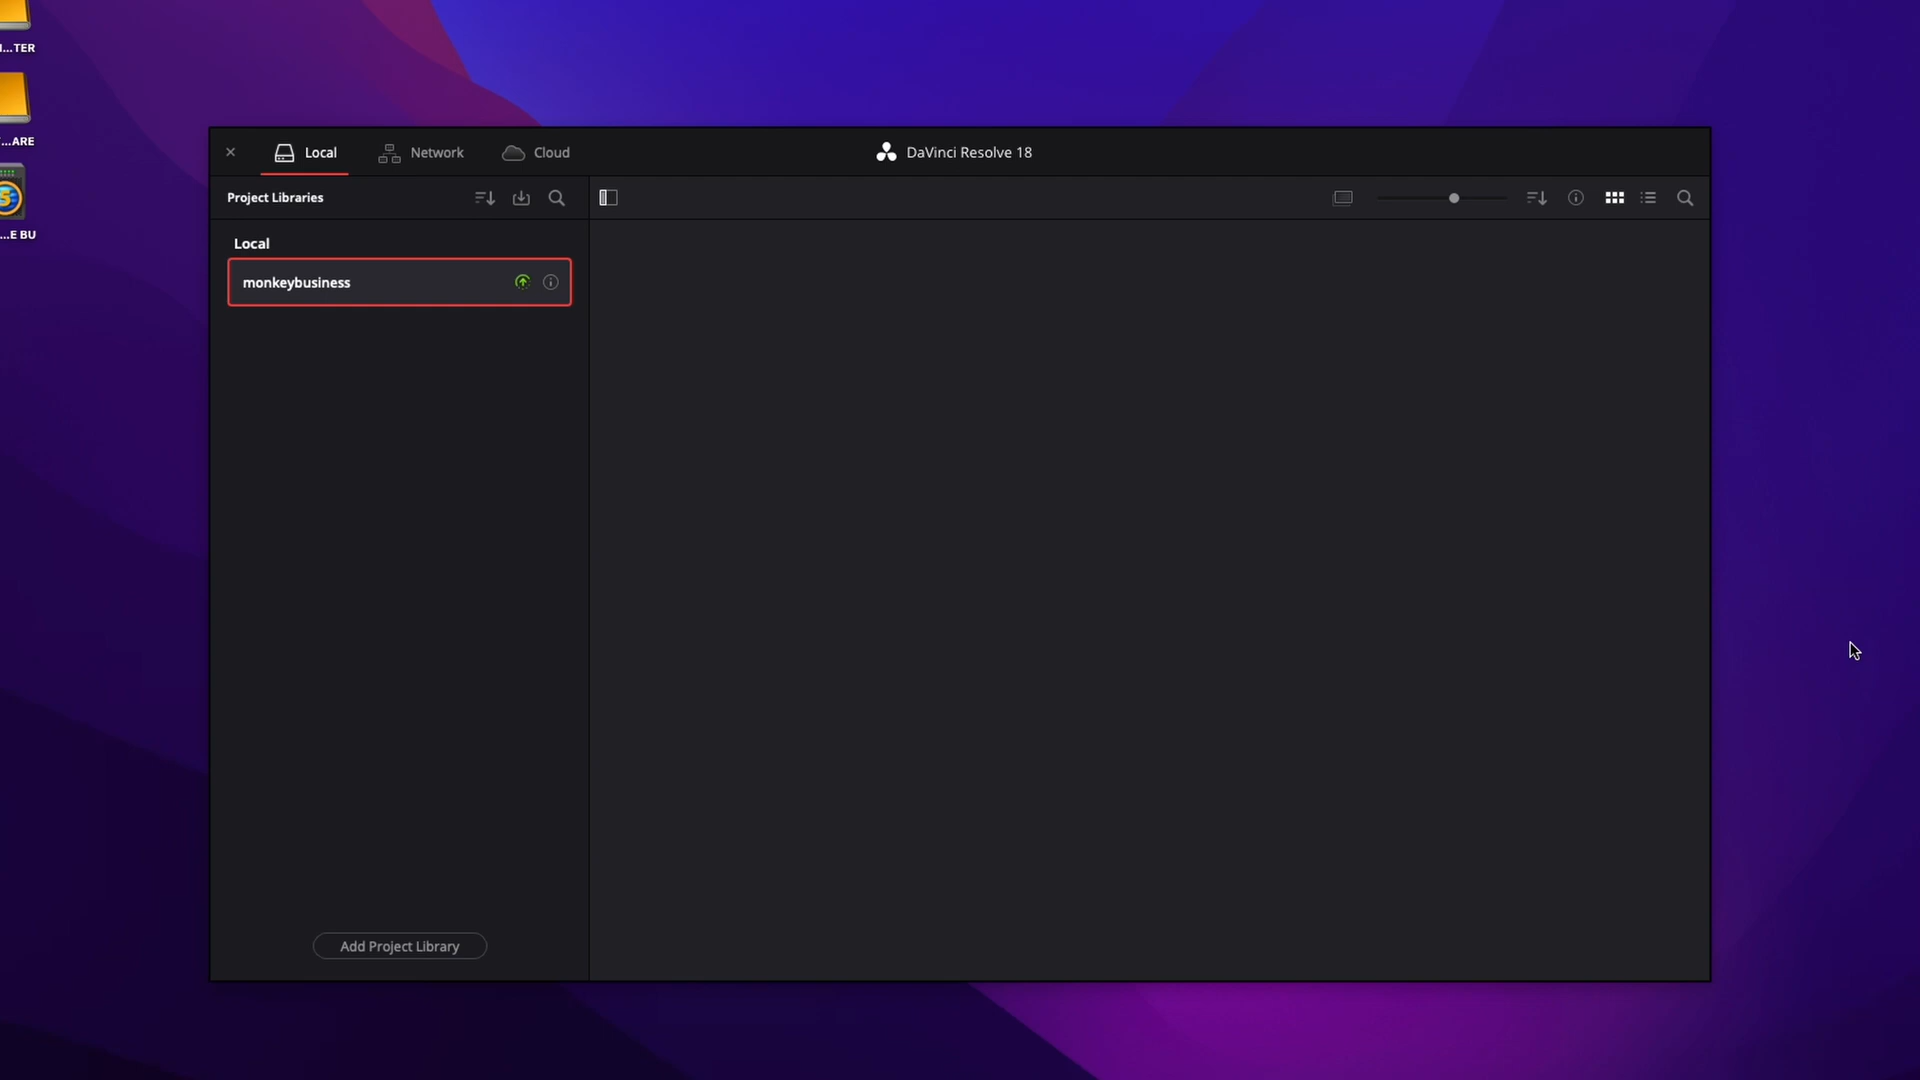 ...TER
...ARE
...E BU
Local
Network
Cloud
DaVinci Resolve 18
Project Libraries
Local
monkeybusiness
Add Project Library